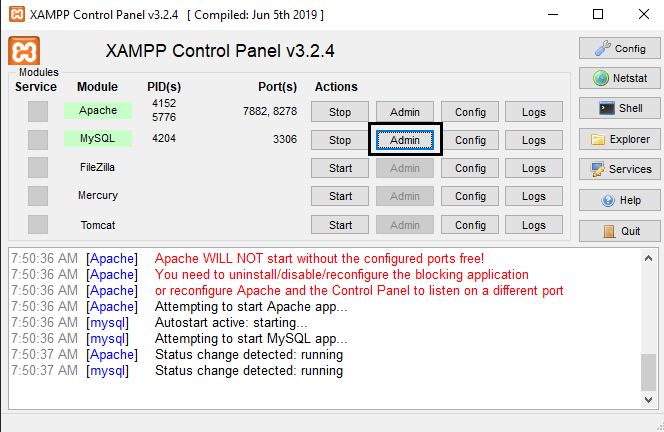 XAMPP Control Panel v3.2.4 [ Compiled: Jun 5th 2019 ]
XAMPP Control Panel v3.2.4
Config
Modules
Service Module PID(s) Port(s) Actions
Netstat
Apache 4152 5776 7882, 8278 Stop Admin Config Logs
Shell
MySQL 4204 3306 Stop Admin Config Logs
Explorer
FileZilla Start Admin Config Logs
Services
Mercury Start Admin Config Logs
Help
Tomcat Start Admin Config Logs
Quit
7:50:36 AM [Apache] Apache WILL NOT start without the configured ports free!
7:50:36 AM [Apache] You need to uninstall/disable/reconfigure the blocking application
7:50:36 AM [Apache] or reconfigure Apache and the Control Panel to listen on a different port
7:50:36 AM [Apache] Attempting to start Apache app...
7:50:36 AM [mysql] Autostart active: starting...
7:50:36 AM [mysql] Attempting to start MySQL app...
7:50:37 AM [Apache] Status change detected: running
7:50:37 AM [mysql] Status change detected: running